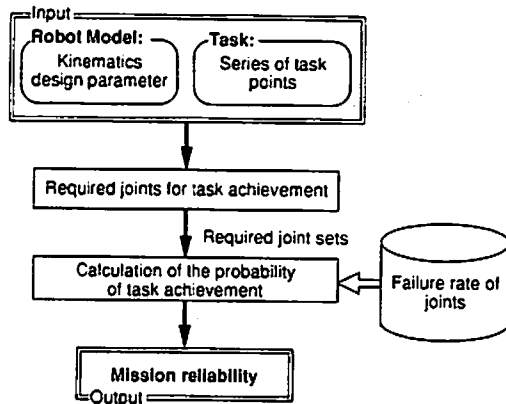 Input
Robot Model:
Kinematics
design parameter
Task:
Series of task
points
Required joints for task achievement
Required joint sets
Calculation of the probability
of task achievement
Failure rate of
joints
Mission reliability
Output